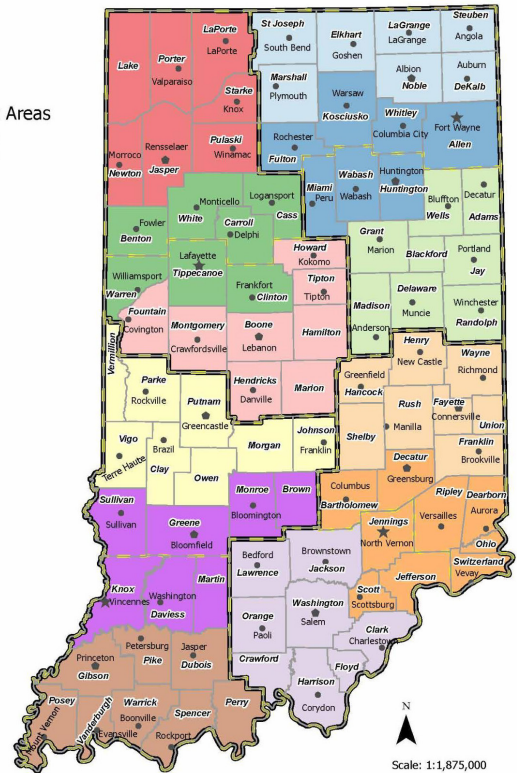 Areas
LaPorte
LaPorte
Porter
Valparaiso
Lake
Starke
Knox
Pulaski
Winamac
Rensselaer
Jasper
Morroco
Newton
St Joseph
South Bend
Elkhart
Goshen
LaGrange
LaGrange
Steuben
Angola
Marshall
Plymouth
Albion
Noble
Auburn
DeKalb
Warsaw
Kosciusko
Whitley
Columbia City
Fort Wayne
Allen
Rochester
Fulton
Miami
Peru
Wabash
Wabash
Huntington
Huntington
Bluffton
Wells
Decatur
Adams
Monticello
White
Logansport
Cass
Carroll
Delphi
Fowler
Benton
Lafayette
Tippecanoe
Williamsport
Warren
Frankfort
Clinton
Howard
Kokomo
Tipton
Tipton
Grant
Marion
Blackford
Portland
Jay
Delaware
Muncie
Winchester
Randolph
Madison
Anderson
Fountain
Covington
Montgomery
Crawfordsville
Boone
Lebanon
Hamilton
Hendricks
Danville
Marion
Vermillion
Parke
Rockville
Putnam
Greencastle
Vigo
Terre Haute
Brazil
Clay
Owen
Morgan
Johnson
Franklin
Henry
New Castle
Wayne
Richmond
Greenfield
Hancock
Rush
Manilla
Fayette
Connersville
Union
Shelby
Franklin
Brookville
Decatur
Greensburg
Columbus
Bartholomew
Jennings
North Vernon
Ripley
Versailles
Dearborn
Aurora
Ohio
Switzerland
Vevay
Jefferson
Scott
Scottsburg
Sullivan
Sullivan
Greene
Bloomfield
Monroe
Bloomington
Brown
Knox
Vincennes
Washington
Daviess
Martin
Bedford
Lawrence
Brownstown
Jackson
Orange
Paoli
Washington
Salem
Clark
Charlestown
Crawford
Floyd
Harrison
Corydon
Petersburg
Pike
Jasper
Dubois
Princeton
Gibson
Posey
Mount Vernon
Vanderburgh
Evansville
Warrick
Boonville
Spencer
Rockport
Perry
N
Scale: 1:1,875,000